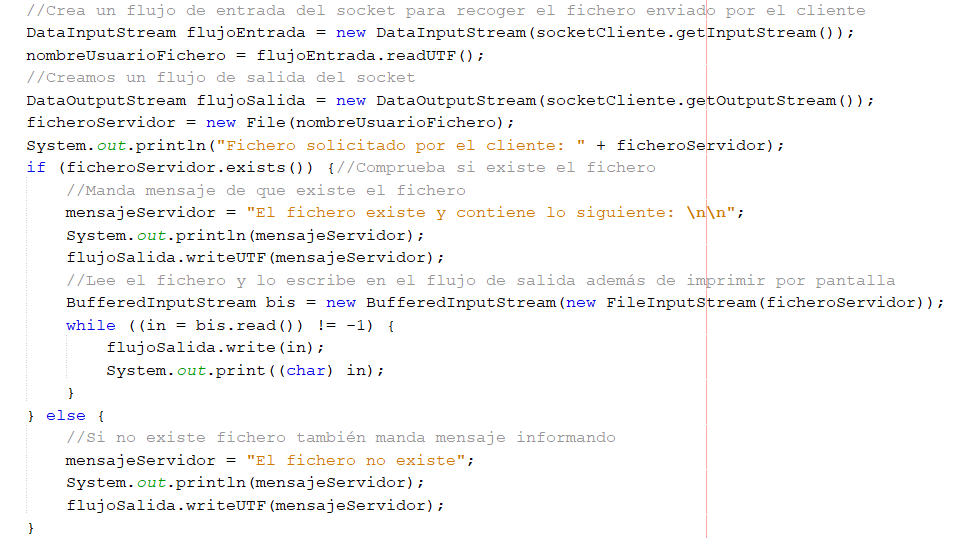 //Crea un flujo de entrada del socket para recoger el fichero enviado por el cliente
DataInputStream flujoEntrada = new DataInputStream(socketCliente.getInputStream());
nombreUsuarioFichero = flujoEntrada.readUTF();
//Creamos un flujo de salida del socket
DataOutputStream flujoSalida = new DataOutputStream(socketCliente.getOutputStream());
ficheroServidor = new File(nombreUsuarioFichero);
System.out.println("Fichero solicitado por el cliente: " + ficheroServidor);
if (ficheroServidor.exists()) {//Comprueba si existe el fichero
    //Manda mensaje de que existe el fichero
    mensajeServidor = "El fichero existe y contiene lo siguiente: \n\n";
    System.out.println(mensajeServidor);
    flujoSalida.writeUTF(mensajeServidor);
    //Lee el fichero y lo escribe en el flujo de salida además de imprimir por pantalla
    BufferedInputStream bis = new BufferedInputStream(new FileInputStream(ficheroServidor));
    while ((in = bis.read()) != -1) {
        flujoSalida.write(in);
        System.out.print((char) in);
    }
} else {
    //Si no existe fichero también manda mensaje informando
    mensajeServidor = "El fichero no existe";
    System.out.println(mensajeServidor);
    flujoSalida.writeUTF(mensajeServidor);
}